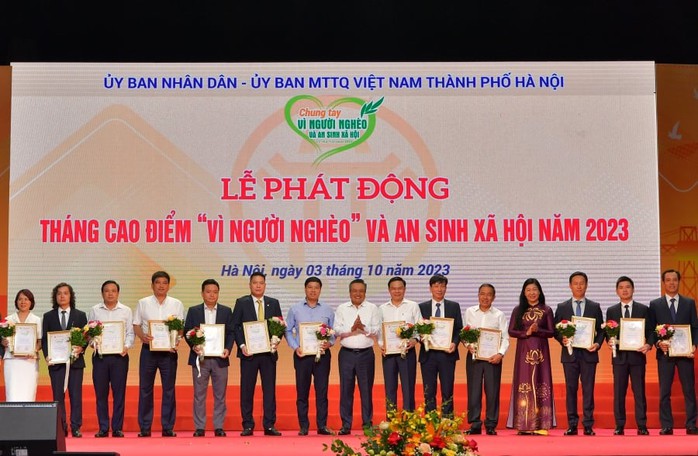 ỦY BAN NHÂN DÂN - ỦY BAN MTTQ VIỆT NAM THÀNH PHỐ HÀ NỘI
Chung tay
VÌ NGƯỜI NGHÈO
VÀ AN SINH XÃ HỘI
LỄ PHÁT ĐỘNG
THÁNG CAO ĐIỂM “VÌ NGƯỜI NGHÈO” VÀ AN SINH XÃ HỘI NĂM 2023
Hà Nội, ngày 03 tháng 10 năm 2023